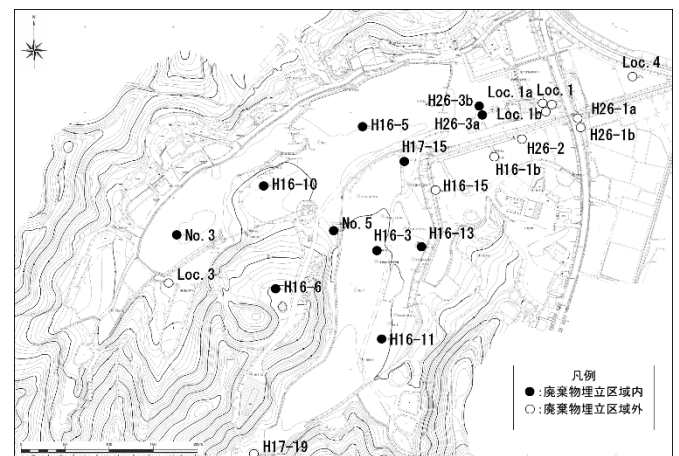 Loc. 4
Loc. 1a
Loc. 1
H26-3b
Loc. 1b
H26-1a
H26-3a
H26-1b
H16-5
H26-2
H17-15
H16-1b
H16-10
H16-15
No. 3
No. 5
H16-3
H16-13
Loc. 3
H16-6
H16-11
凡例
●:廃棄物埋立区域内
○:廃棄物埋立区域外
H17-19